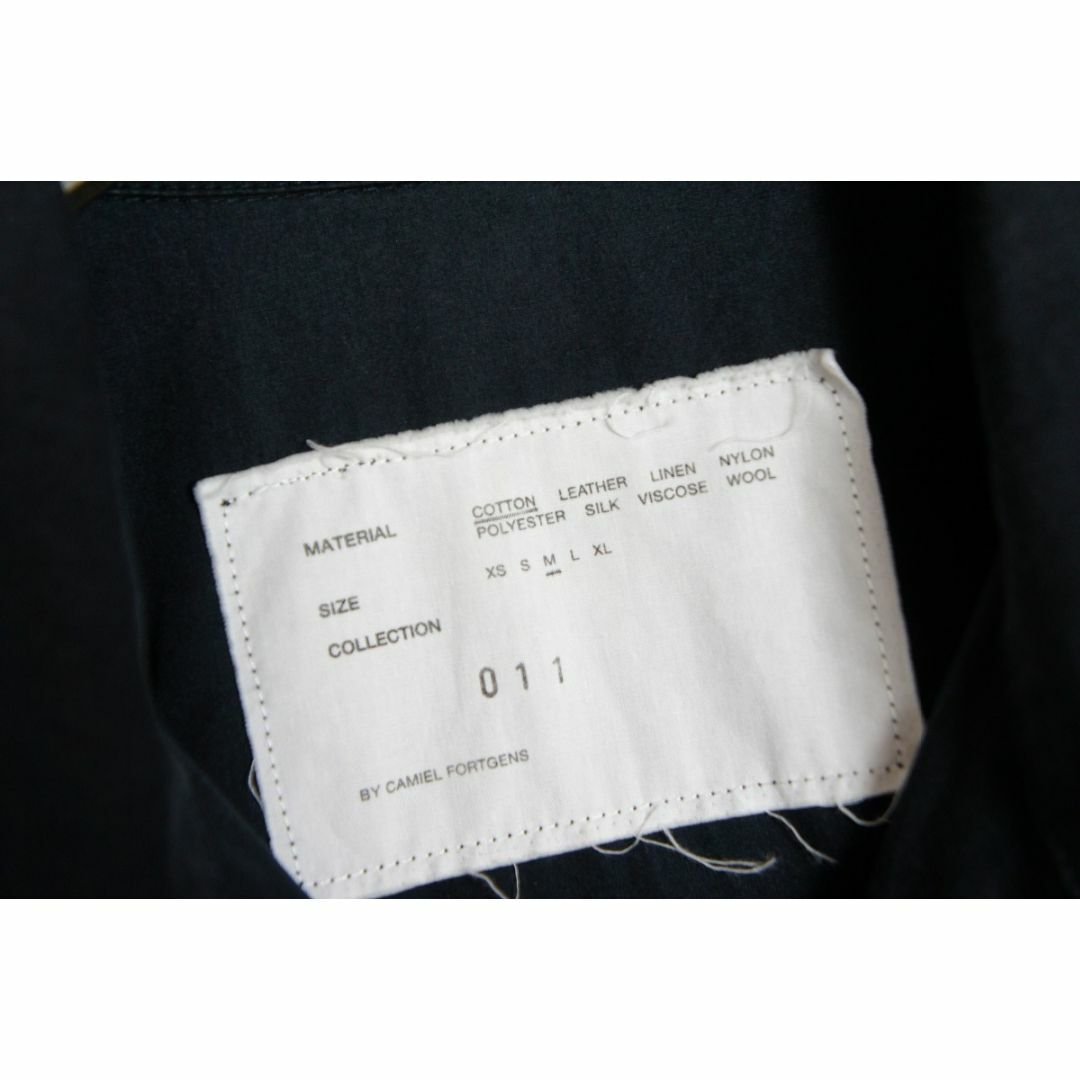 MATERIAL
COTTON LEATHER LINEN NYLON
POLYESTER SILK VISCOSE WOOL
SIZE
XS S M L XL
COLLECTION
011
BY CAMIEL FORTGENS